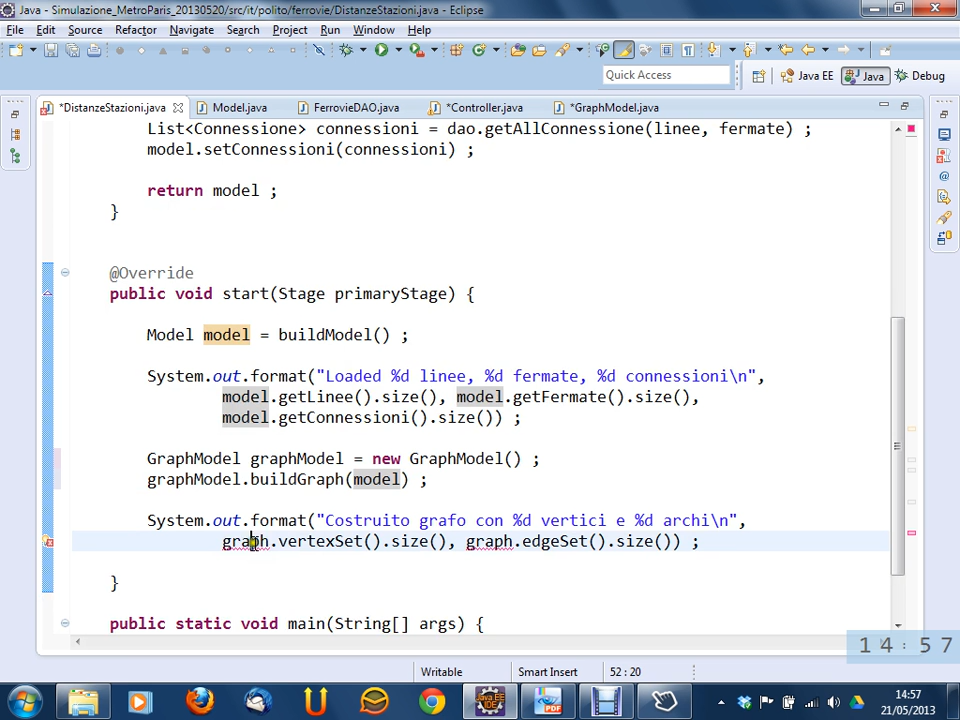 Java - Simulazione_MetroParis_20130520/src/it/polito/ferrovie/DistanzeStazioni.java - Eclipse
File Edit Source Refactor Navigate Search Project Run Window Help
Quick Access
Java EE Java Debug
*DistanzeStazioni.java Model.java FerrovieDAO.java *Controller.java *GraphModel.java
List<Connessione> connessioni = dao.getAllConnessione(linee, fermate) ;
model.setConnessioni(connessioni) ;
return model ;
}
@Override
public void start(Stage primaryStage) {
Model model = buildModel() ;
System.out.format("Loaded %d linee, %d fermate, %d connessioni\n",
model.getLinee().size(), model.getFermate().size(),
model.getConnessioni().size()) ;
GraphModel graphModel = new GraphModel() ;
graphModel.buildGraph(model) ;
System.out.format("Costruito grafo con %d vertici e %d archi\n",
graph.vertexSet().size(), graph.edgeSet().size()) ;
}
public static void main(String[] args) {
14:57
Writable Smart Insert 52 : 20
14:57
21/05/2013